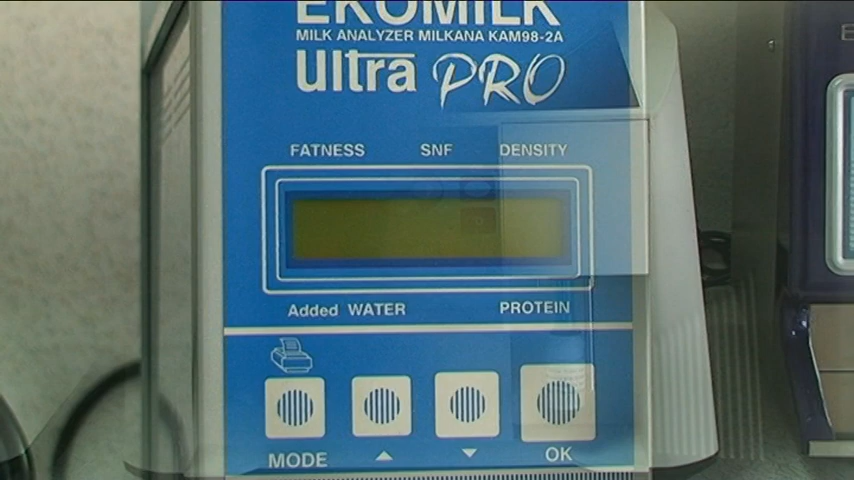 EKOMILK
MILK ANALYZER MILKANA KAM98-2A
Ultra PRO
FATNESS SNF DENSITY
Added WATER PROTEIN
MODE OK